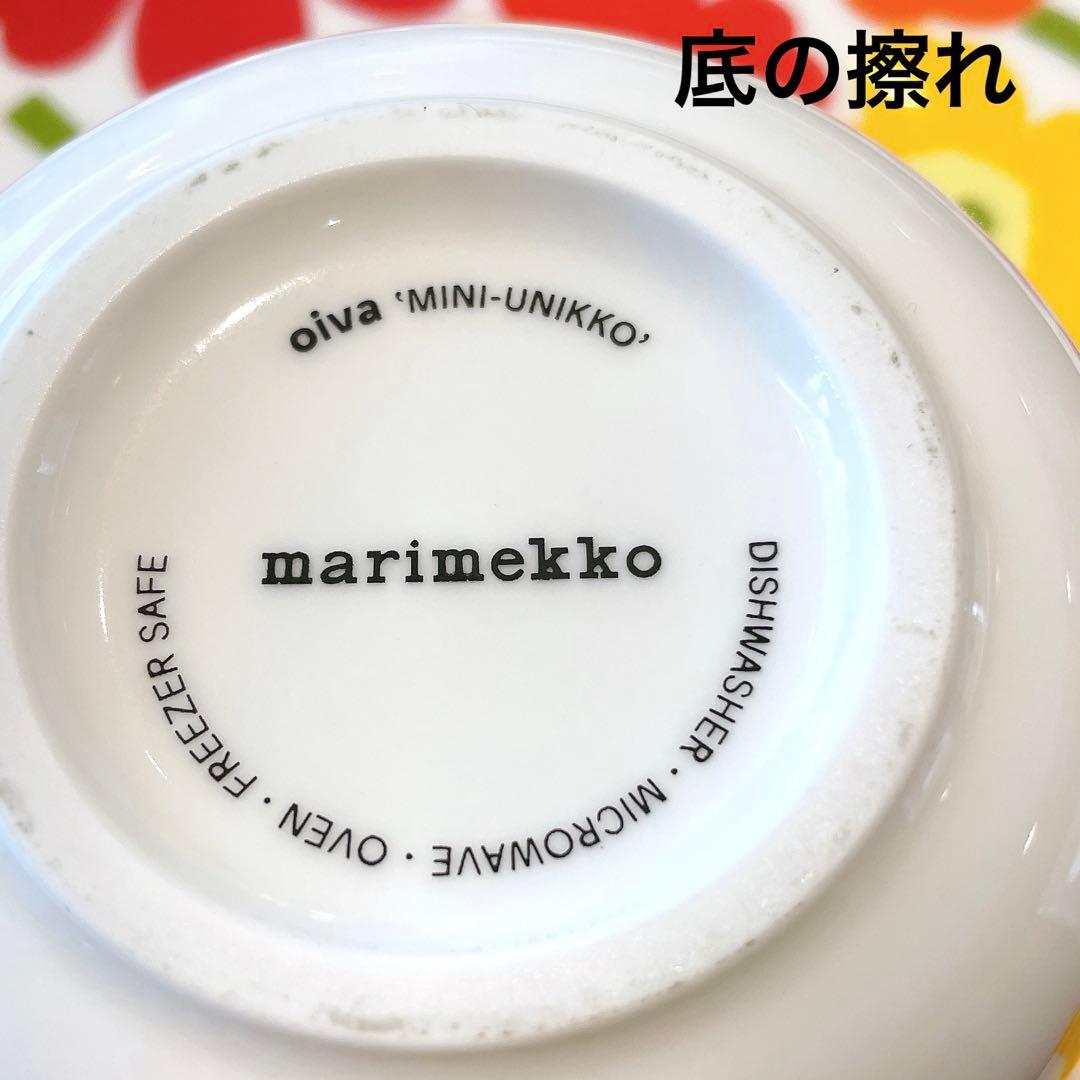 底の擦れ
oiva ‘MINI-UNIKKO’
marimekko
DISHWASHER · MICROWAVE · OVEN · FREEZER SAFE